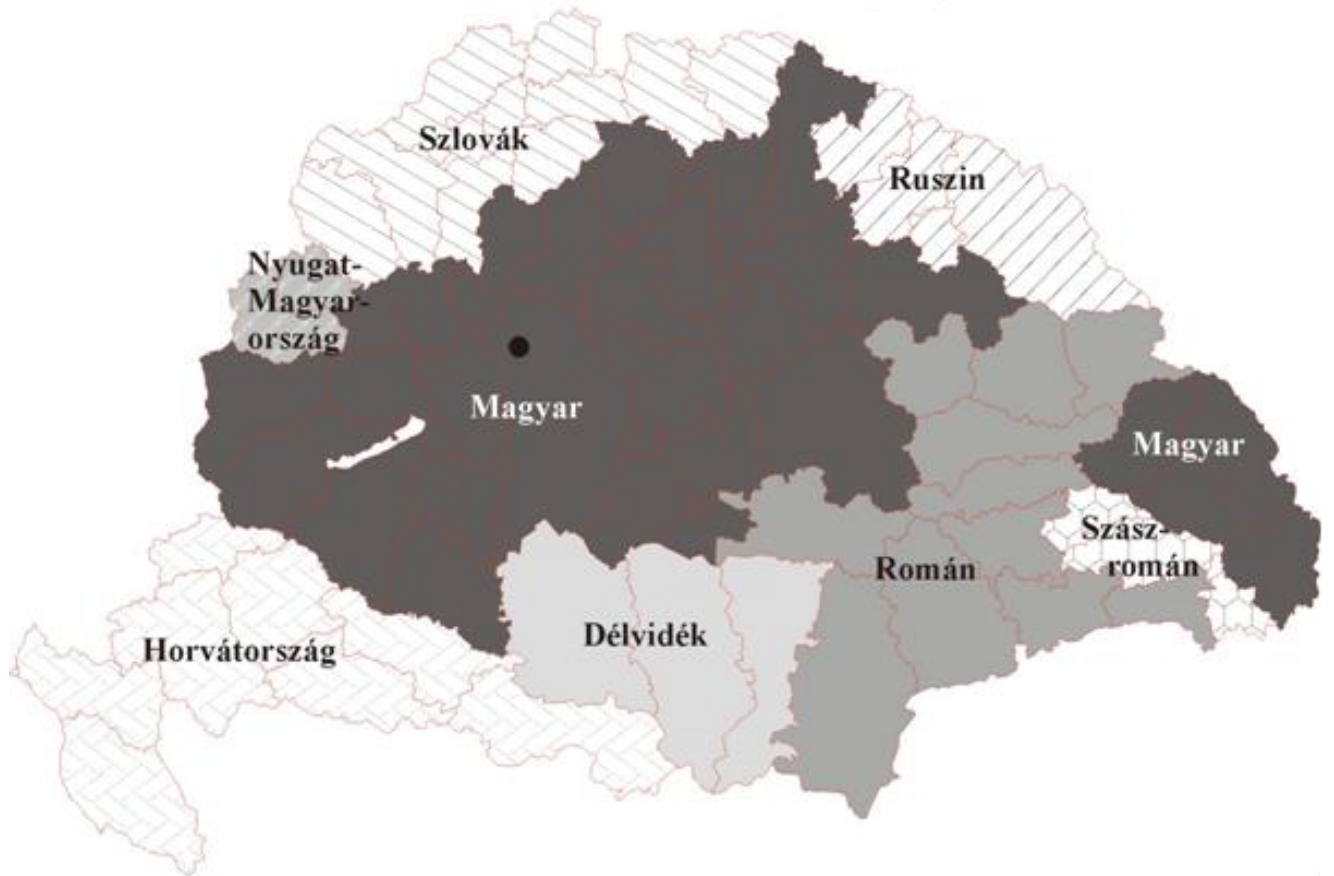 Szlovák
Ruszin
Nyugat-
Magyar-
ország
Magyar
Magyar
Szász-
román
Román
Délvidék
Horvátország